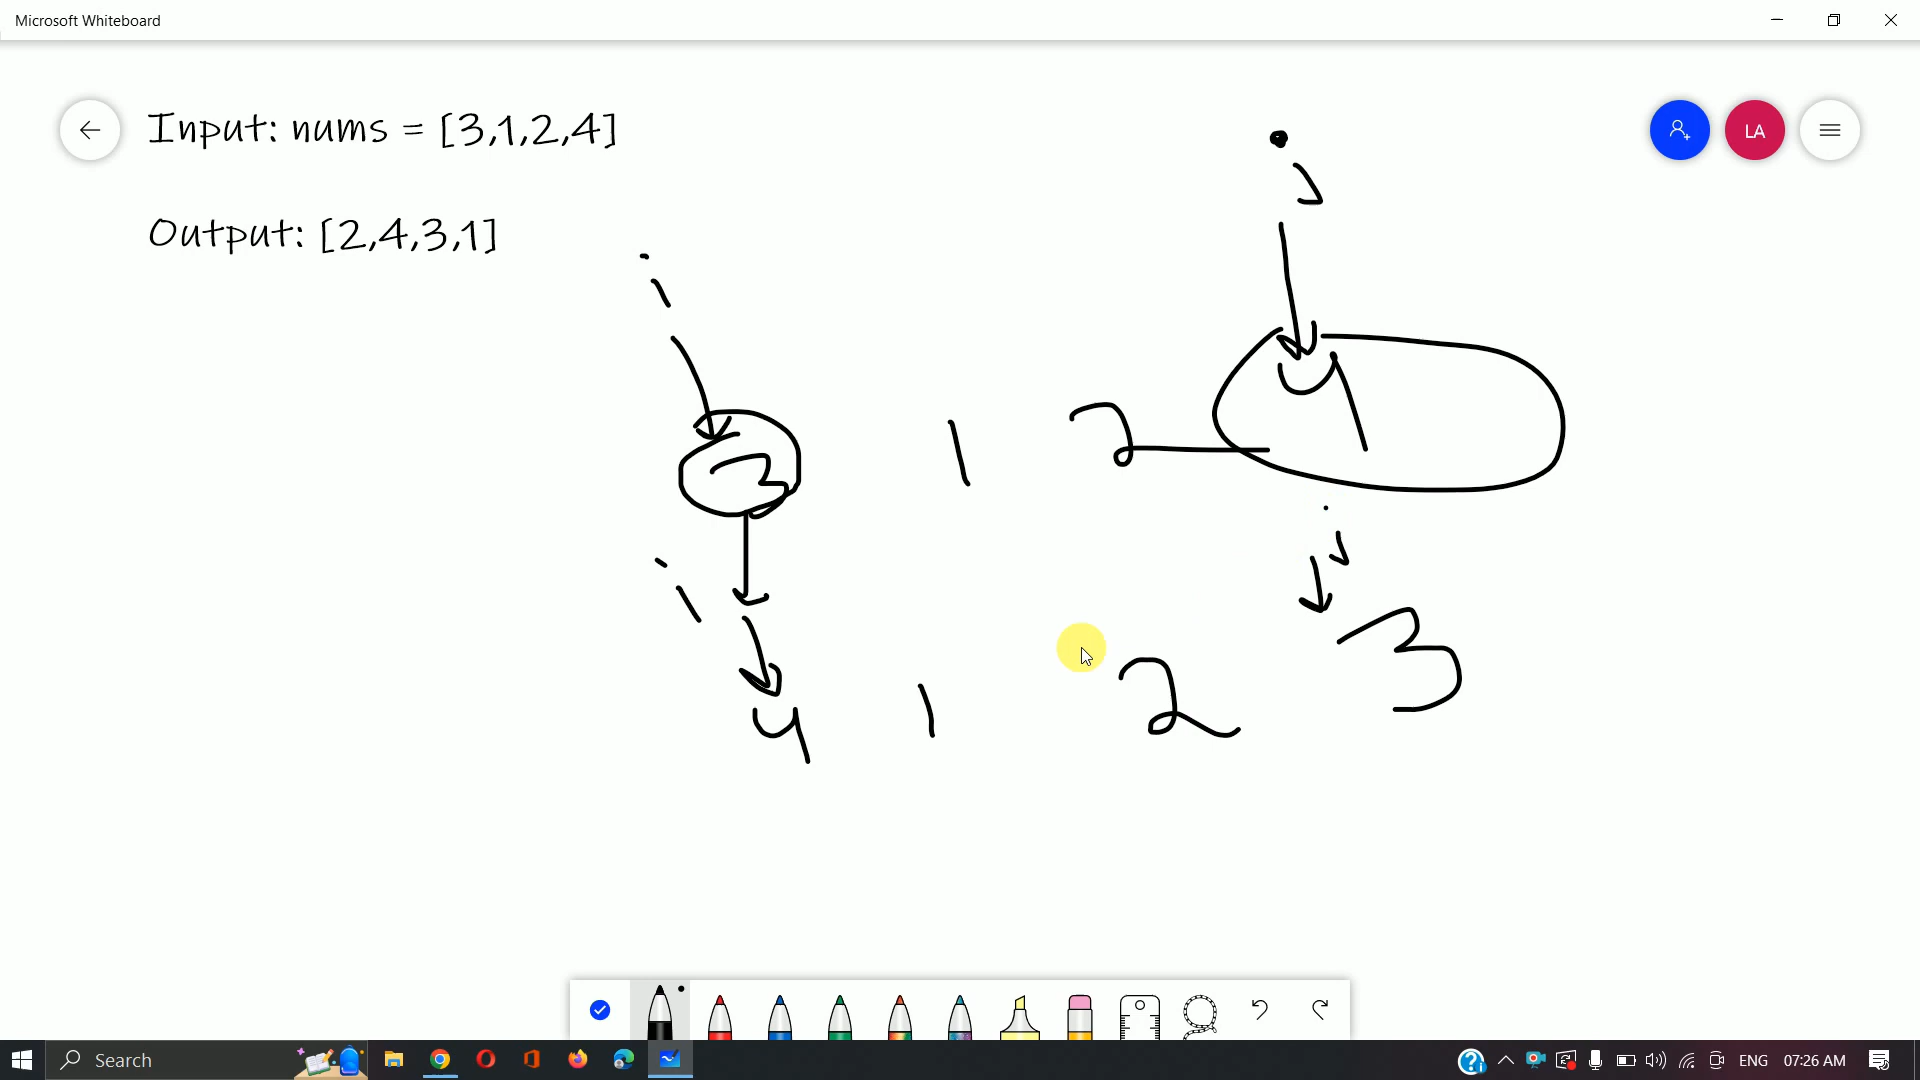 Microsoft Whiteboard
Input: nums = [3,1,2,4]
LA
Output: [2,4,3,1]
i
j
3 1 2 4
i
j
4 1 2 3
Search
ENG 07:26 AM